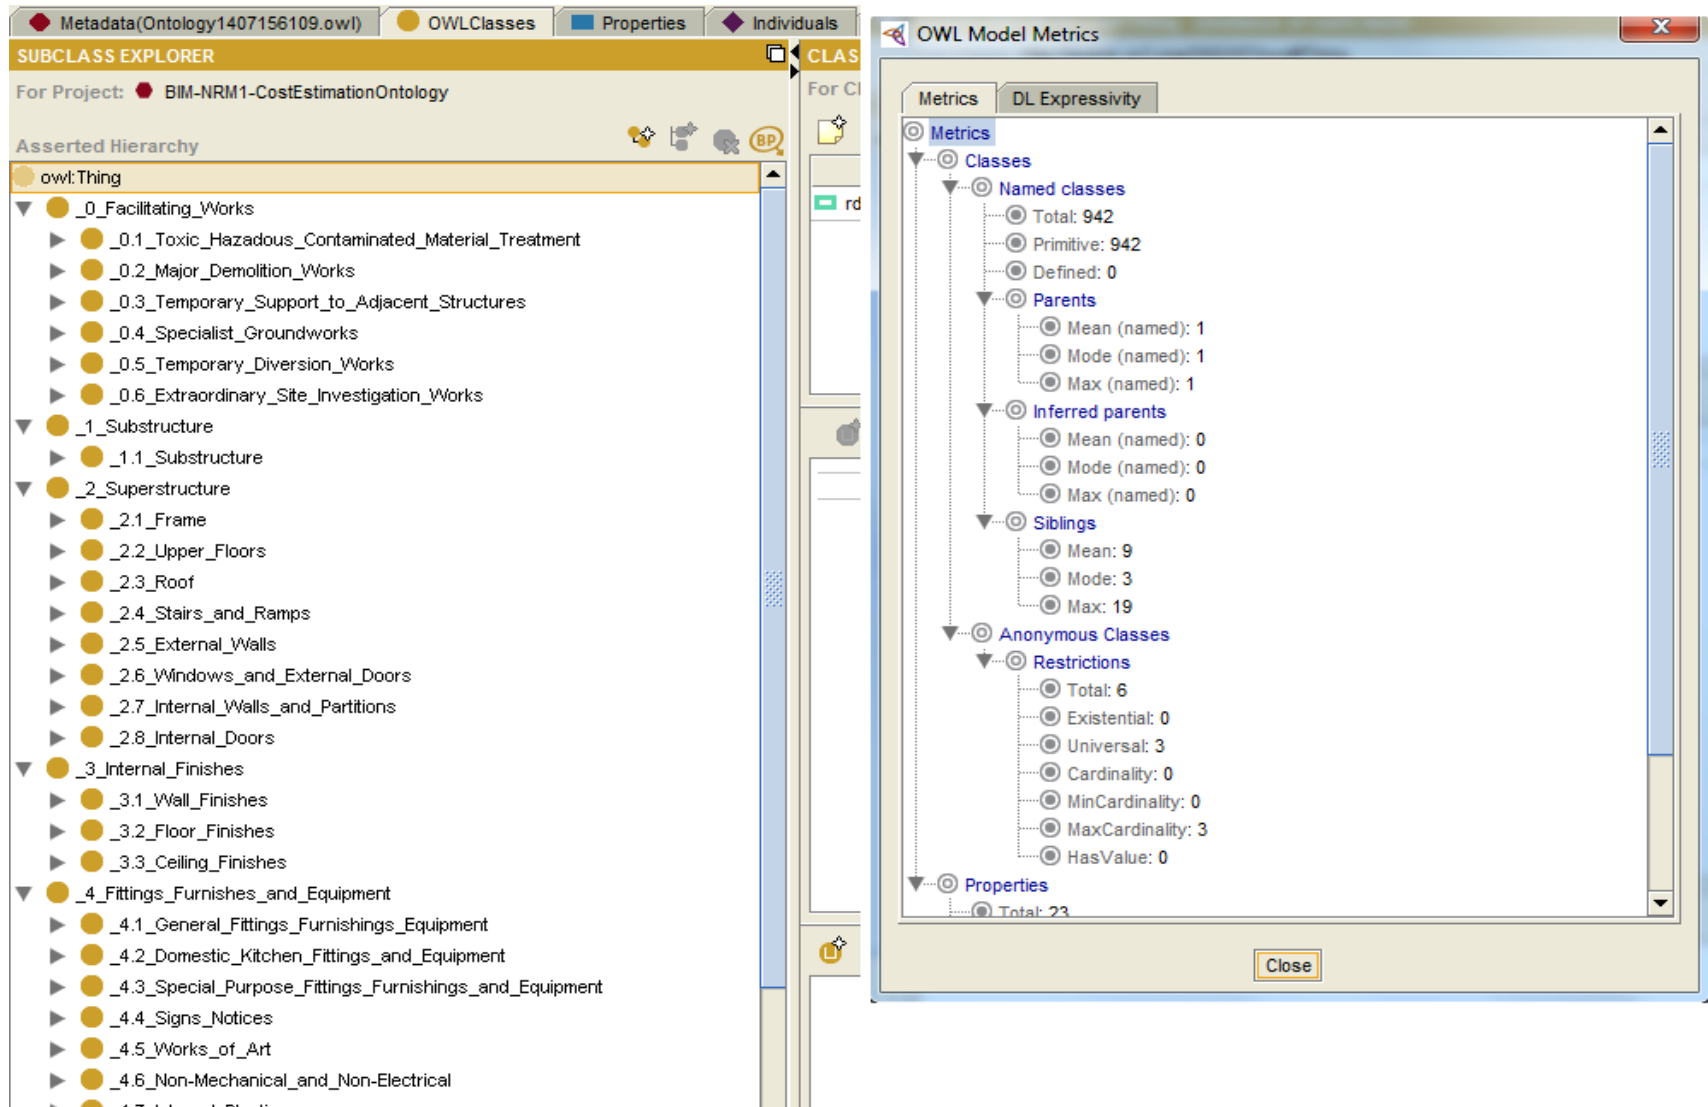 Metadata(Ontology1407156109.owl)
OWLClasses
Properties
Individuals
SUBCLASS EXPLORER
For Project: BIM-NRM1-CostEstimationOntology
Asserted Hierarchy
BP
owl:Thing
_0_Facilitating_Works
_0.1_Toxic_Hazadous_Contaminated_Material_Treatment
_0.2_Major_Demolition_Works
_0.3_Temporary_Support_to_Adjacent_Structures
_0.4_Specialist_Groundworks
_0.5_Temporary_Diversion_Works
_0.6_Extraordinary_Site_Investigation_Works
_1_Substructure
_1.1_Substructure
_2_Superstructure
_2.1_Frame
_2.2_Upper_Floors
_2.3_Roof
_2.4_Stairs_and_Ramps
_2.5_External_Walls
_2.6_Windows_and_External_Doors
_2.7_Internal_Walls_and_Partitions
_2.8_Internal_Doors
_3_Internal_Finishes
_3.1_Wall_Finishes
_3.2_Floor_Finishes
_3.3_Ceiling_Finishes
_4_Fittings_Furnishes_and_Equipment
_4.1_General_Fittings_Furnishings_Equipment
_4.2_Domestic_Kitchen_Fittings_and_Equipment
_4.3_Special_Purpose_Fittings_Furnishings_and_Equipment
_4.4_Signs_Notices
_4.5_Works_of_Art
_4.6_Non-Mechanical_and_Non-Electrical
CLAS
For Cl
rd
OWL Model Metrics
Metrics
DL Expressivity
Metrics
Classes
Named classes
Total: 942
Primitive: 942
Defined: 0
Parents
Mean (named): 1
Mode (named): 1
Max (named): 1
Inferred parents
Mean (named): 0
Mode (named): 0
Max (named): 0
Siblings
Mean: 9
Mode: 3
Max: 19
Anonymous Classes
Restrictions
Total: 6
Existential: 0
Universal: 3
Cardinality: 0
MinCardinality: 0
MaxCardinality: 3
HasValue: 0
Properties
Total: 23
Close